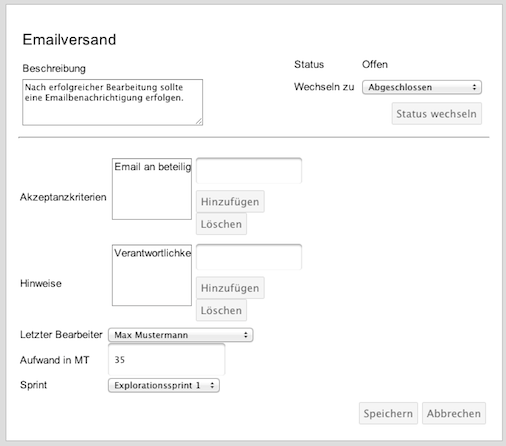 Emailversand
Beschreibung
Nach erfolgreicher Bearbeitung sollte
eine Emailbenachrichtigung erfolgen.
Status Offen
Wechseln zu Abgeschlossen
Status wechseln
Akzeptanzkriterien
Email an beteilig
Hinzufügen
Löschen
Hinweise
Verantwortlichke
Hinzufügen
Löschen
Letzter Bearbeiter Max Mustermann
Aufwand in MT 35
Sprint Explorationssprint 1
Speichern Abbrechen